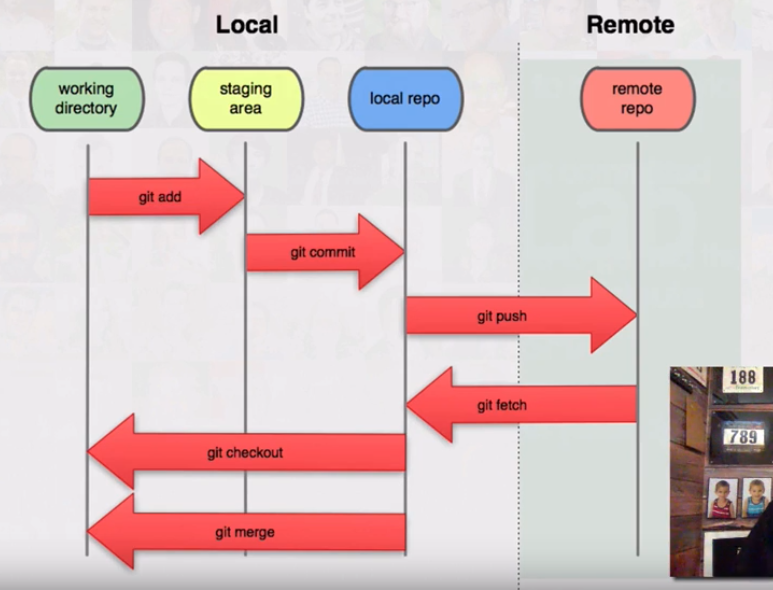 Local
Remote
working
directory
staging
area
local repo
remote
repo
git add
git commit
git push
git fetch
git checkout
git merge
188
789